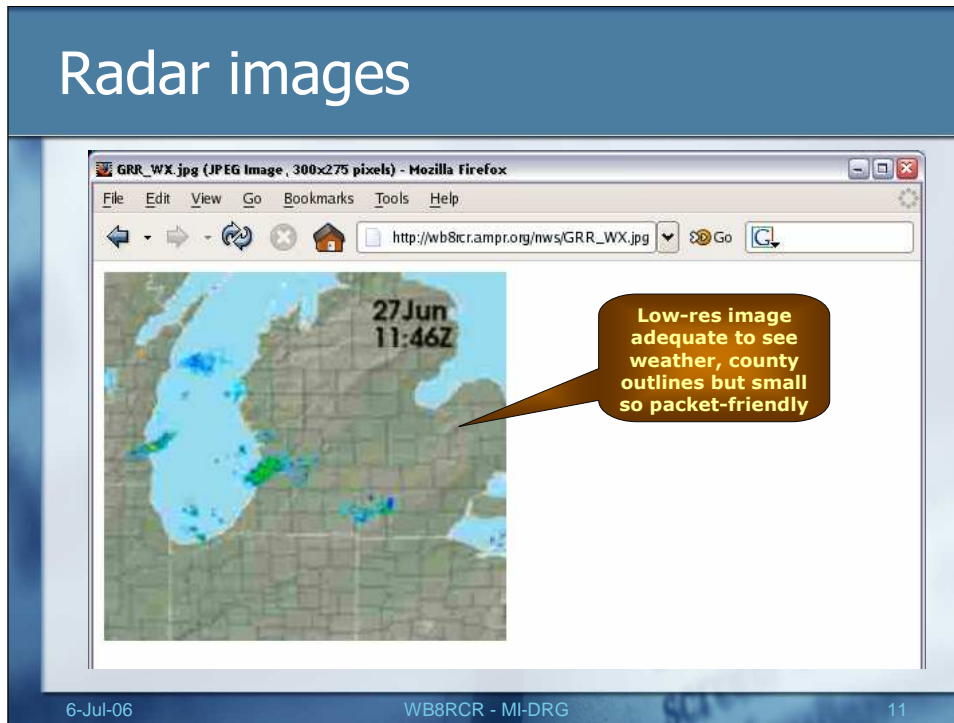 Radar images
GRR_WX.jpg (JPEG Image, 300x275 pixels) - Mozilla Firefox
File Edit View Go Bookmarks Tools Help
http://wb8rcr.ampr.org/nws/GRR_WX.jpg Go G
27Jun
11:46Z
Low-res image
adequate to see
weather, county
outlines but small
so packet-friendly
6-Jul-06 WB8RCR - MI-DRG 11